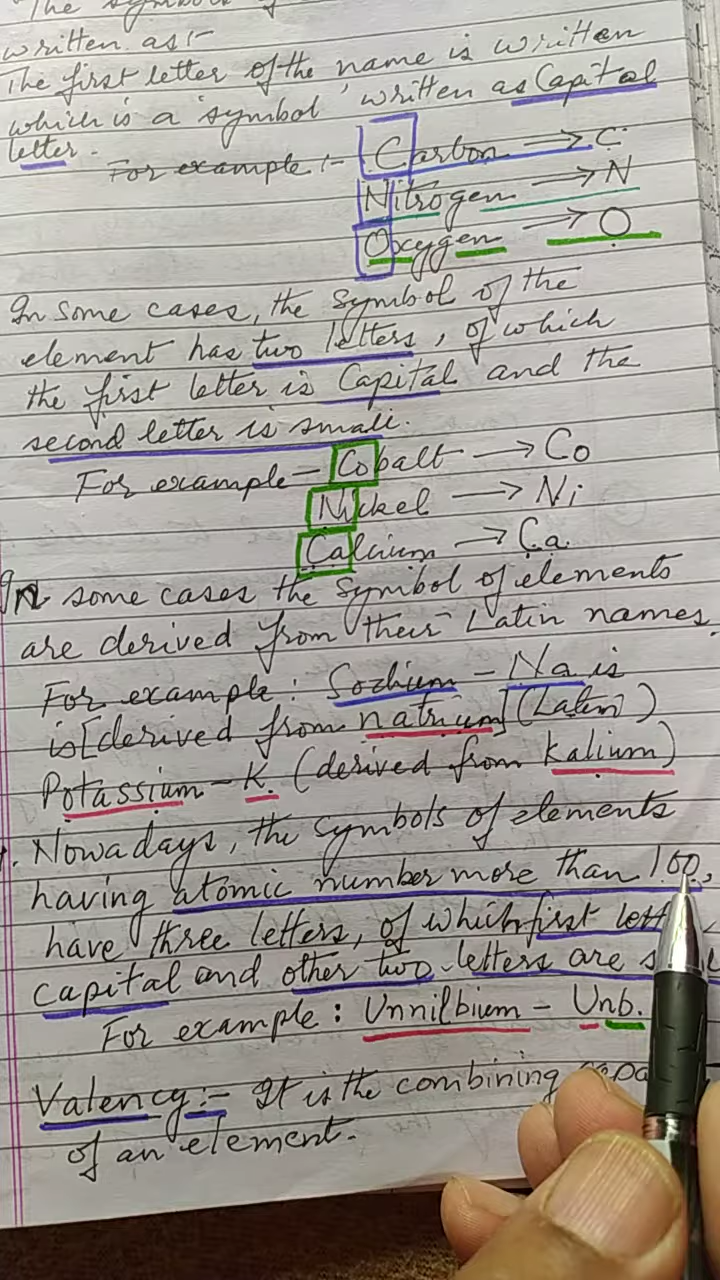 The symbols of
written as :-
The first letter of the name is written
which is a symbol written as Capital
letter.
For example :- Carbon → C
Nitrogen → N
Oxygen → O
In some cases, the symbol of the
element has two letters, of which
the first letter is Capital and the
second letter is small.
For example - Cobalt → Co
Nickel → Ni
Calcium → Ca
In some cases the symbol of elements
are derived from their Latin names.
For example : Sodium - Na is
is [derived from natrium] (Latin)
Potassium - K. (derived from Kalium)
Nowadays, the symbols of elements
having atomic number more than 100,
have three letters, of which first
capital and other two letters are
For example : Unnilbium - Unb.
Valency :- It is the combining
of an element.